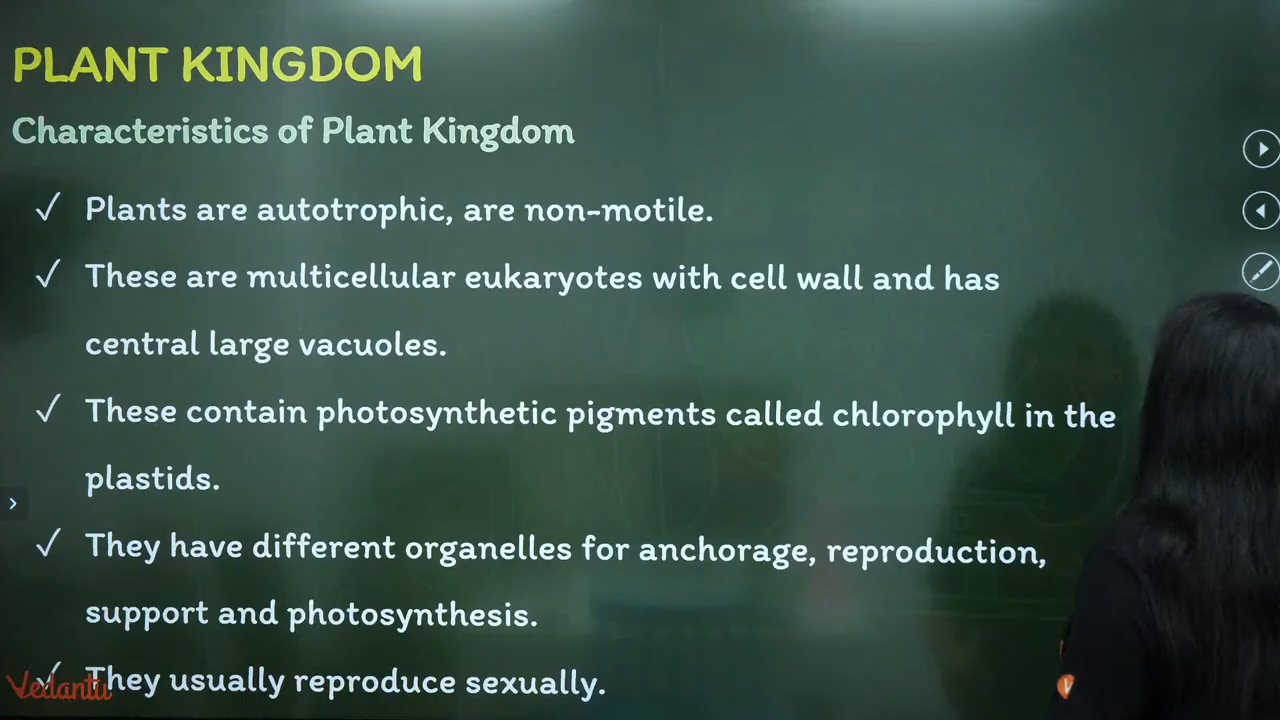 PLANT KINGDOM
Characteristics of Plant Kingdom
✓ Plants are autotrophic, are non-motile.
✓ These are multicellular eukaryotes with cell wall and has
central large vacuoles.
✓ These contain photosynthetic pigments called chlorophyll in the
plastids.
✓ They have different organelles for anchorage, reproduction,
support and photosynthesis.
✓ They usually reproduce sexually.
Vedantu